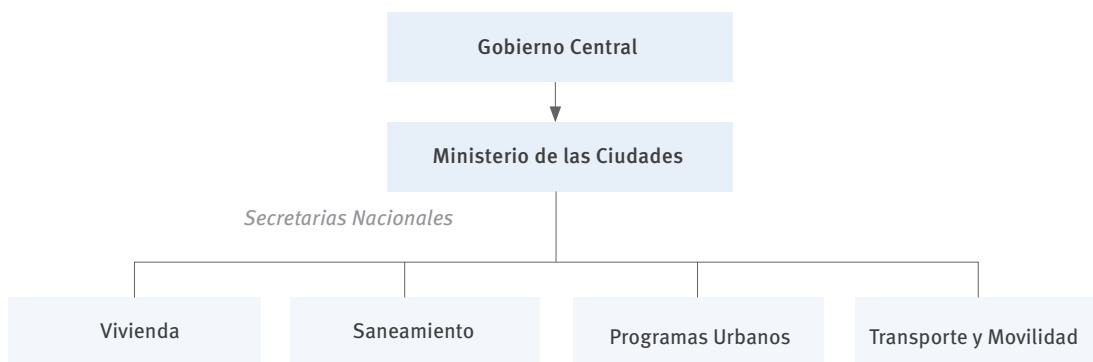 Gobierno Central
Ministerio de las Ciudades
Secretarias Nacionales
Vivienda
Saneamiento
Programas Urbanos
Transporte y Movilidad